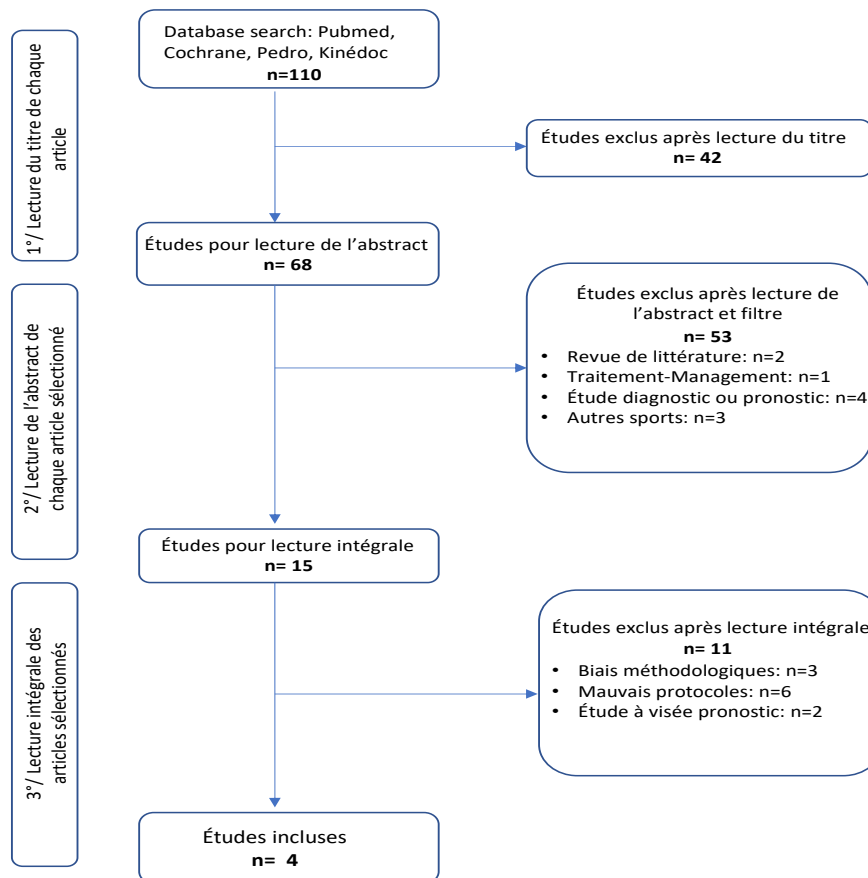 Database search: Pubmed,
Cochrane, Pedro, Kinédoc
n=110
1°/ Lecture du titre de chaque
article
Études exclus après lecture du titre
n= 42
Études pour lecture de l’abstract
n= 68
2°/ Lecture de l’abstract de
chaque article sélectionné
Études exclus après lecture de
l’abstract et filtre
n= 53
• Revue de littérature: n=2
• Traitement-Management: n=1
• Étude diagnostic ou pronostic: n=4
• Autres sports: n=3
Études pour lecture intégrale
n= 15
3°/ Lecture intégrale des
articles sélectionnés
Études exclus après lecture intégrale
n= 11
• Biais méthodologiques: n=3
• Mauvais protocoles: n=6
• Étude à visée pronostic: n=2
Études incluses
n= 4